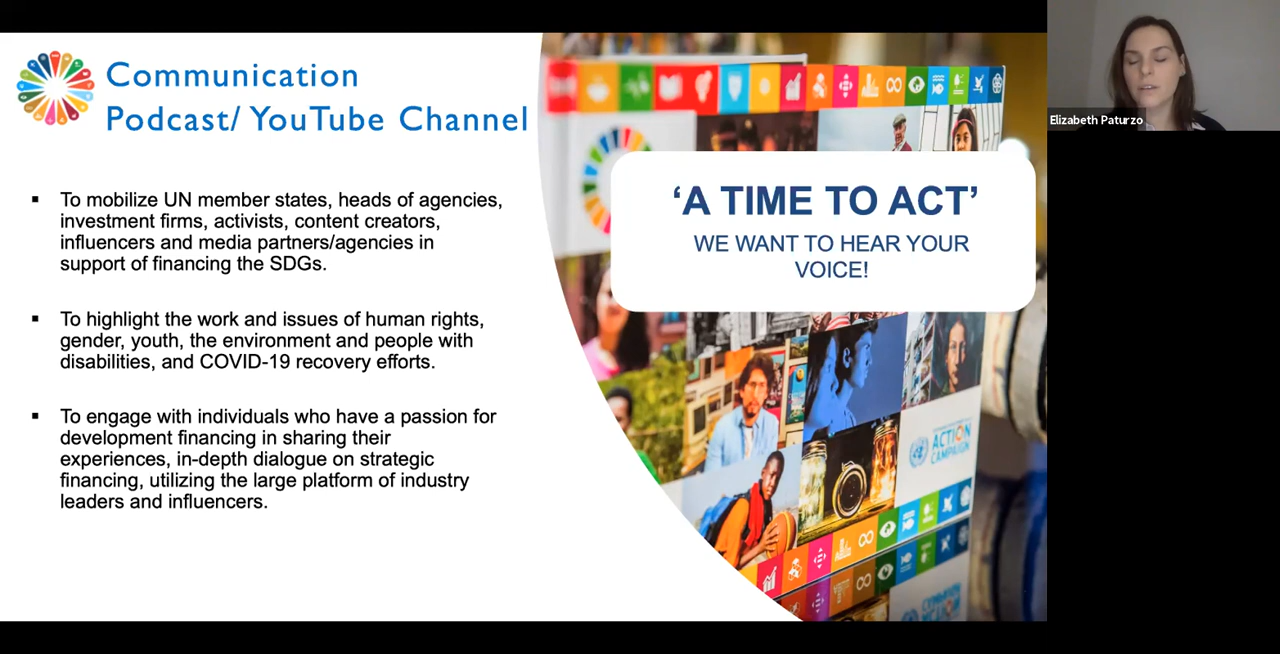 Communication
Podcast/ YouTube Channel
▪ To mobilize UN member states, heads of agencies,
investment firms, activists, content creators,
influencers and media partners/agencies in
support of financing the SDGs.
▪ To highlight the work and issues of human rights,
gender, youth, the environment and people with
disabilities, and COVID-19 recovery efforts.
▪ To engage with individuals who have a passion for
development financing in sharing their
experiences, in-depth dialogue on strategic
financing, utilizing the large platform of industry
leaders and influencers.
‘A TIME TO ACT’
WE WANT TO HEAR YOUR
VOICE!
ACTION
CAMPAIGN
Elizabeth Paturzo